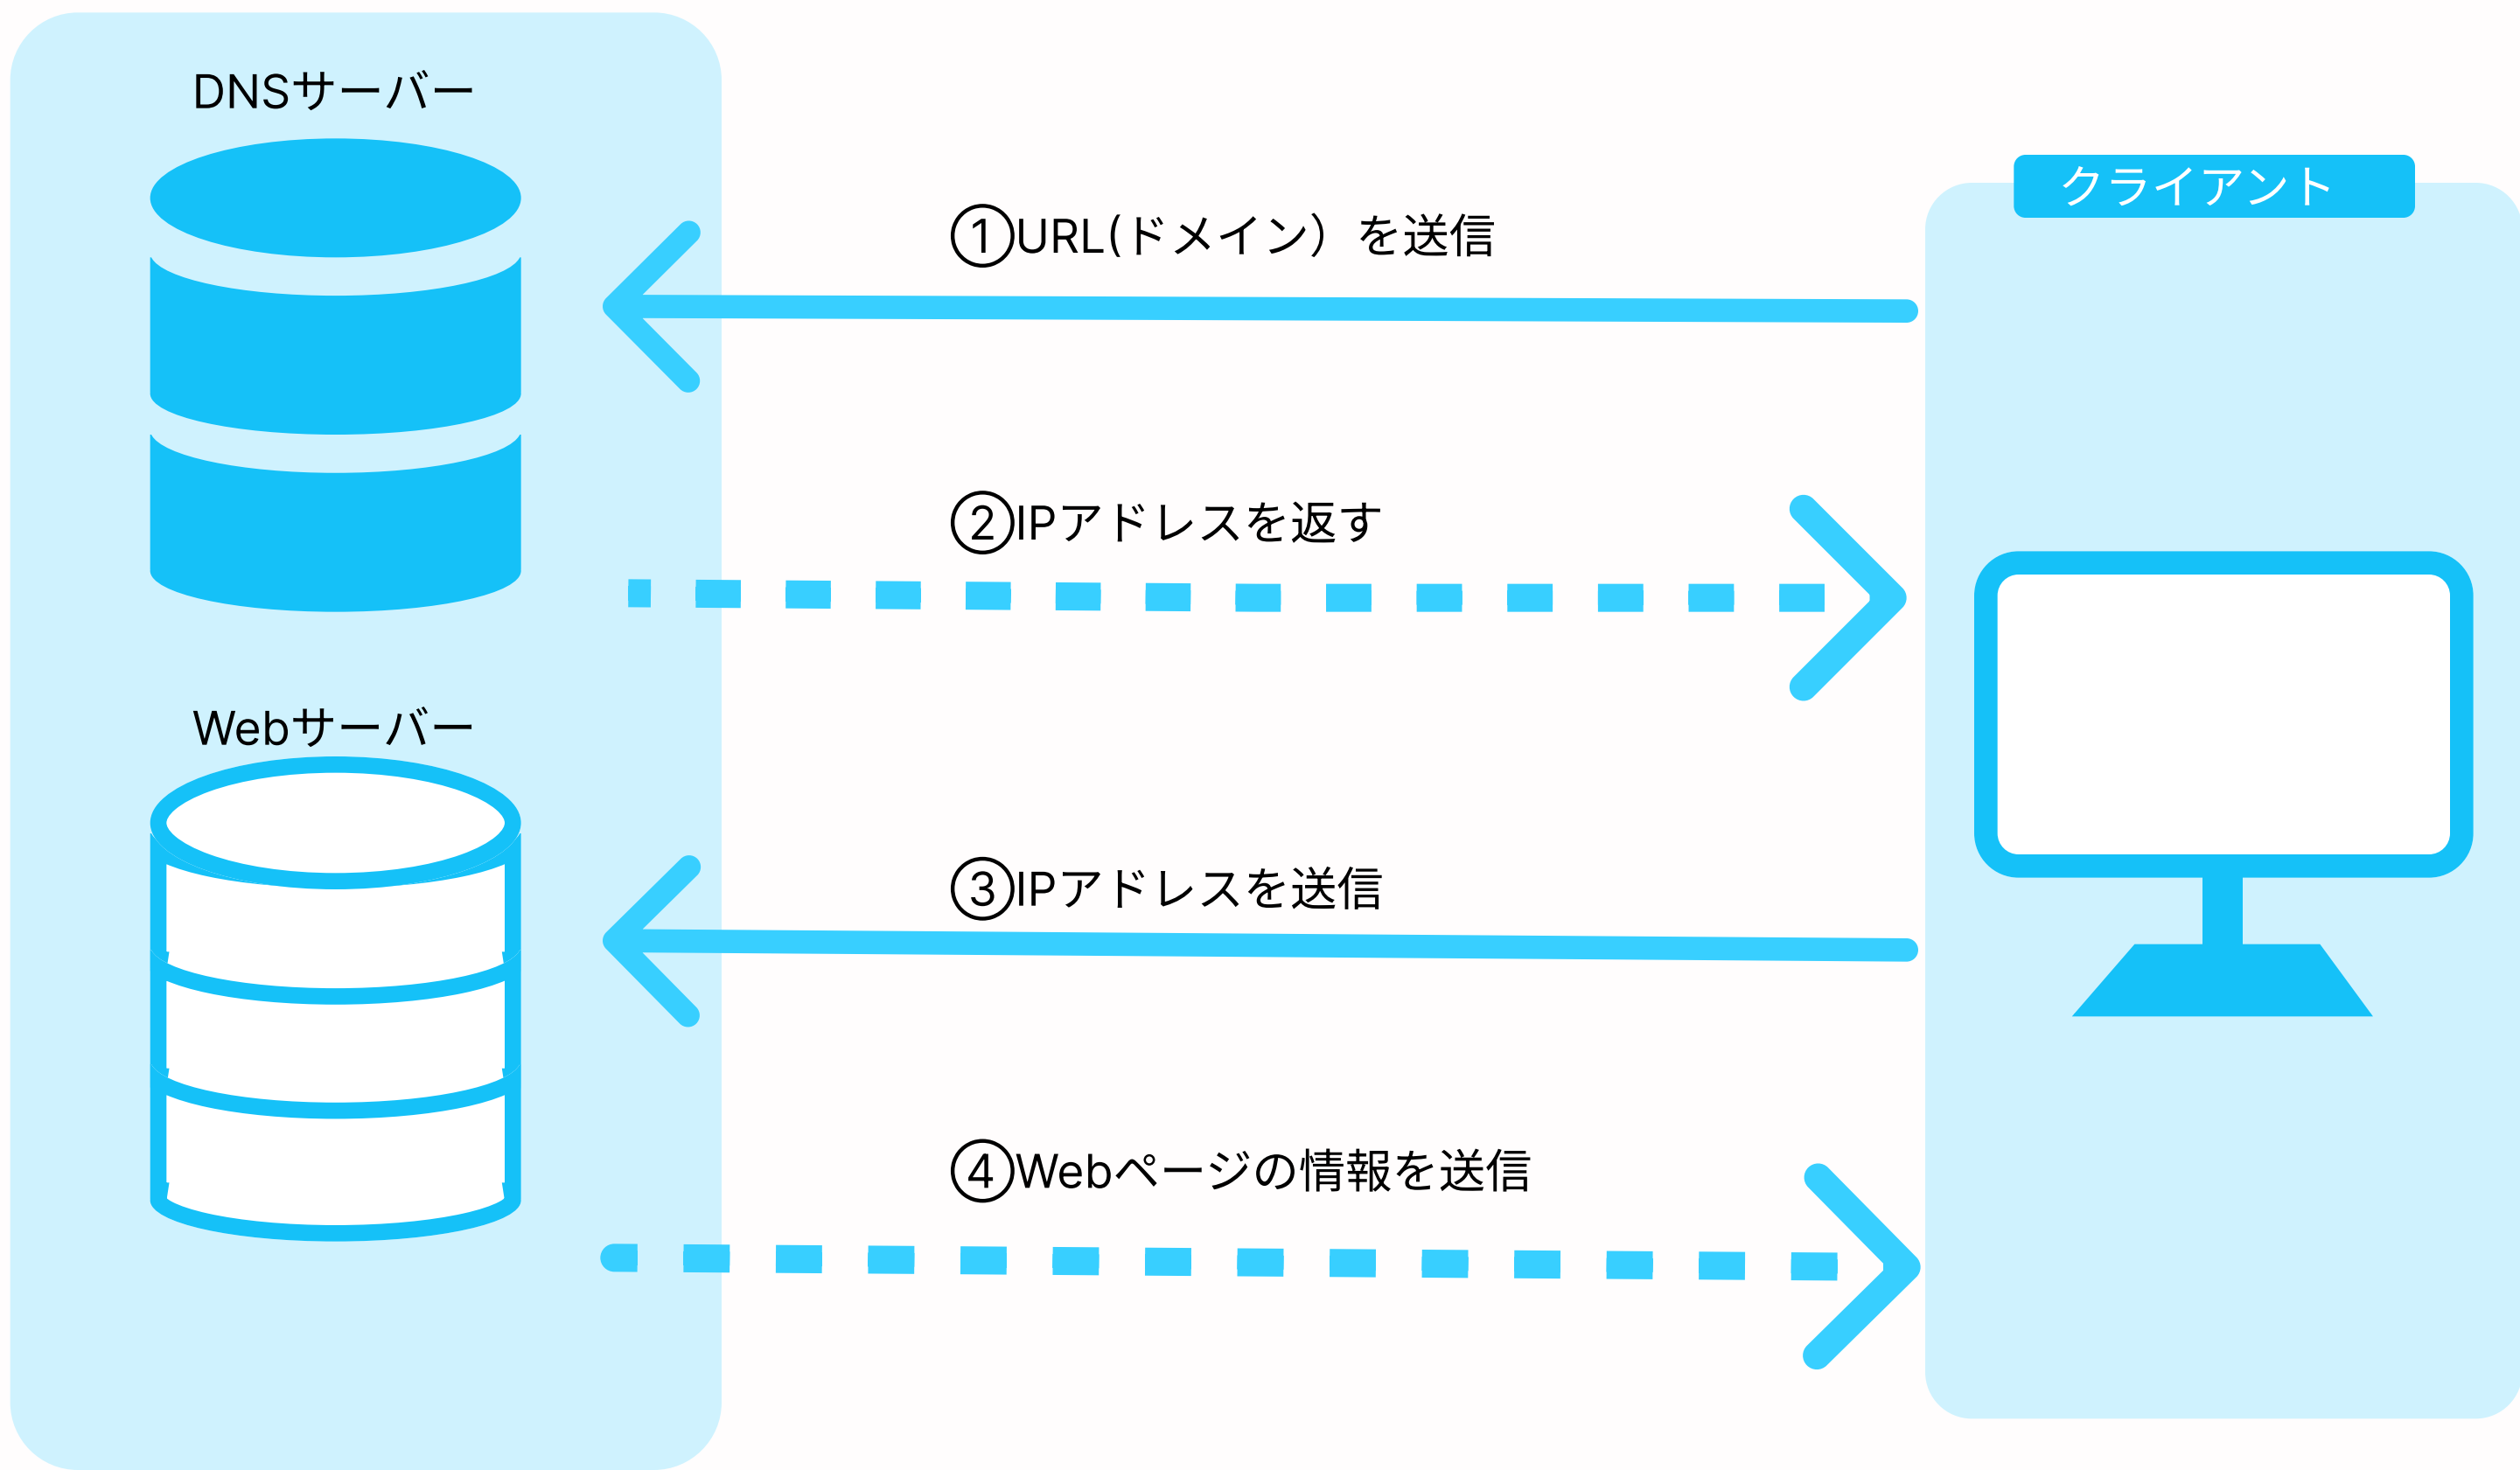 DNSサーバー
クライアント
①URL(ドメイン）を送信
②IPアドレスを返す
Webサーバー
③IPアドレスを送信
④Webページの情報を送信